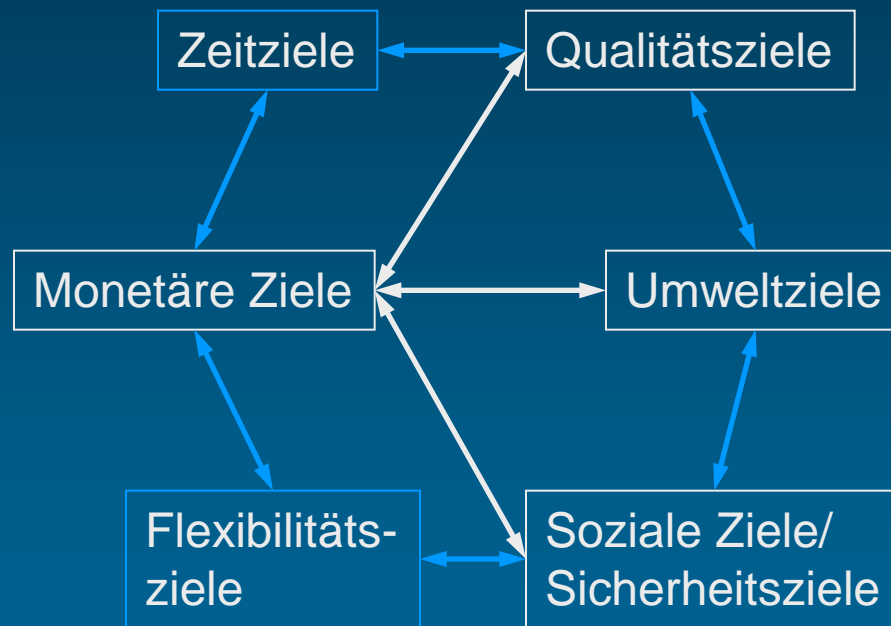 Zeitziele
Qualitätsziele
Monetäre Ziele
Umweltziele
Flexibilitäts-
ziele
Soziale Ziele/
Sicherheitsziele